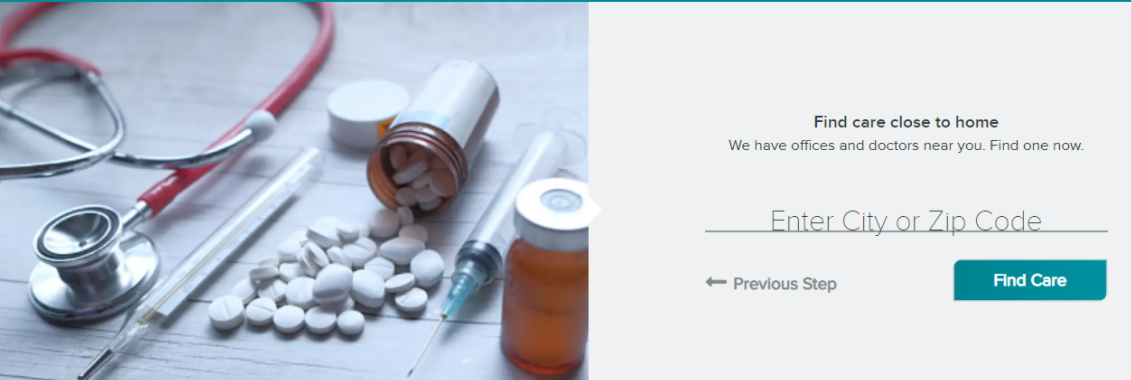 Find care close to home
We have offices and doctors near you. Find one now.
Enter City or Zip Code
Previous Step
Find Care